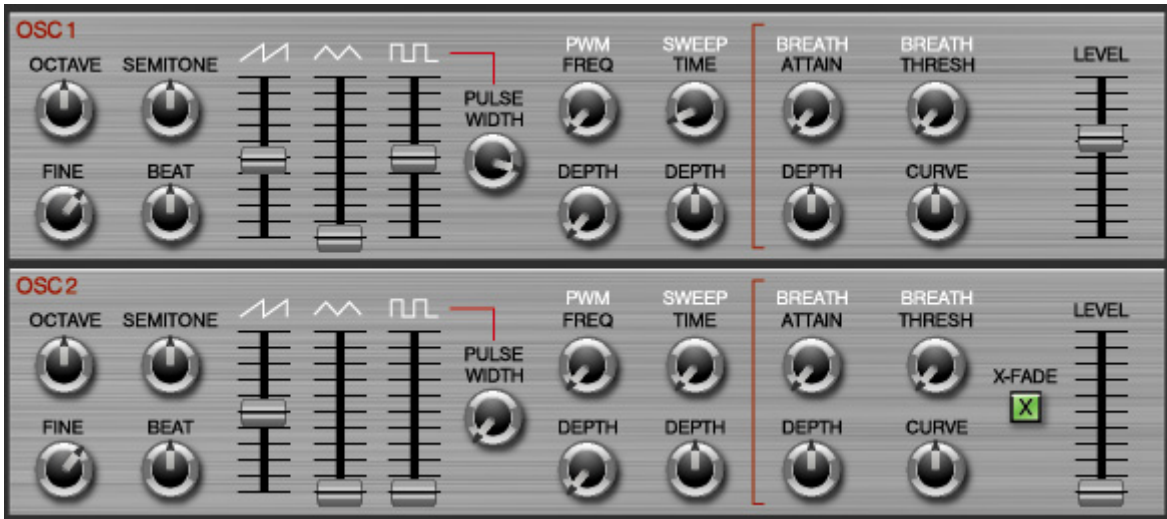 OSC 1
PWM SWEEP BREATH BREATH
OCTAVE SEMITONE FREQ TIME ATTAIN THRESH LEVEL
PULSE
WIDTH
FINE BEAT DEPTH DEPTH DEPTH CURVE
OSC 2
PWM SWEEP BREATH BREATH
OCTAVE SEMITONE FREQ TIME ATTAIN THRESH LEVEL
PULSE
WIDTH X-FADE
X
FINE BEAT DEPTH DEPTH DEPTH CURVE